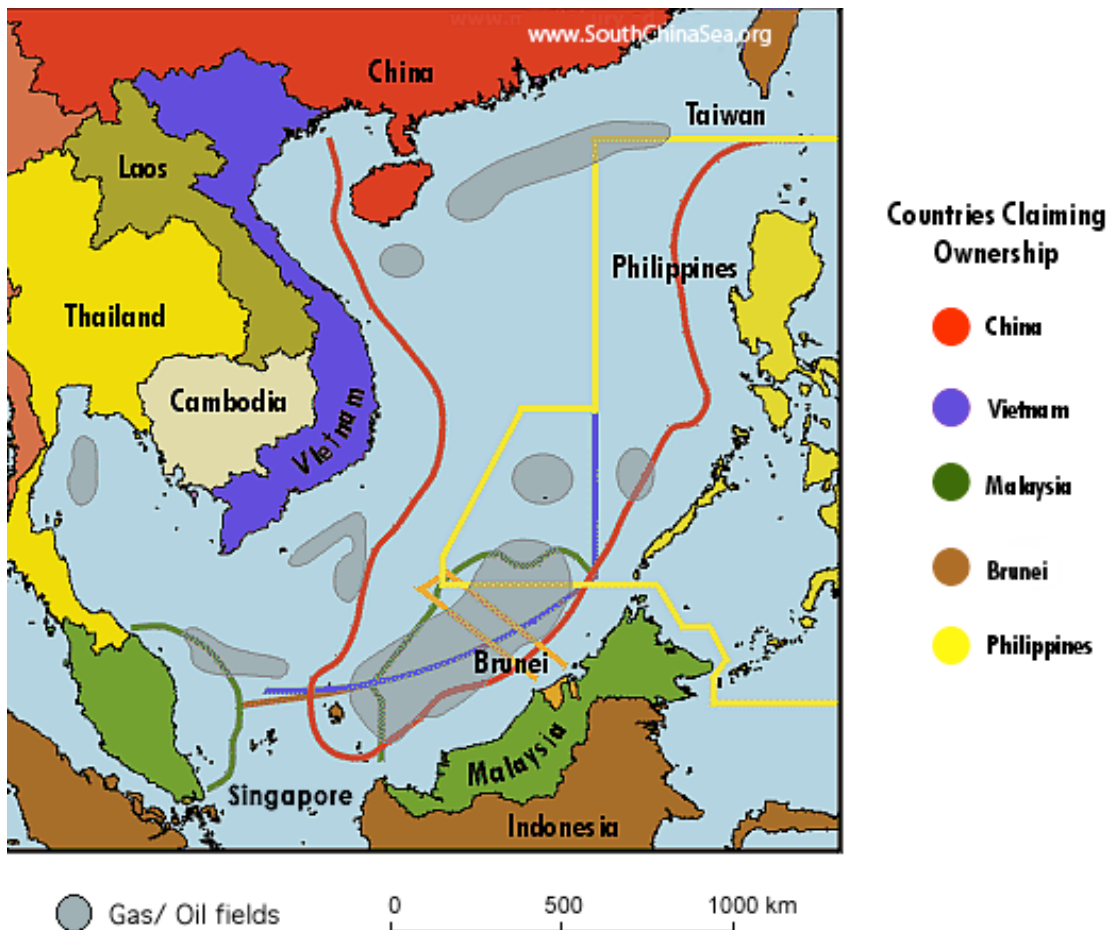 www.SouthChinaSea.org
China
Taiwan
Laos
Philippines
Thailand
Cambodia
Vietnam
Brunei
Malaysia
Singapore
Indonesia
Countries Claiming
Ownership
China
Vietnam
Malaysia
Brunei
Philippines
Gas/ Oil fields
0 500 1000 km